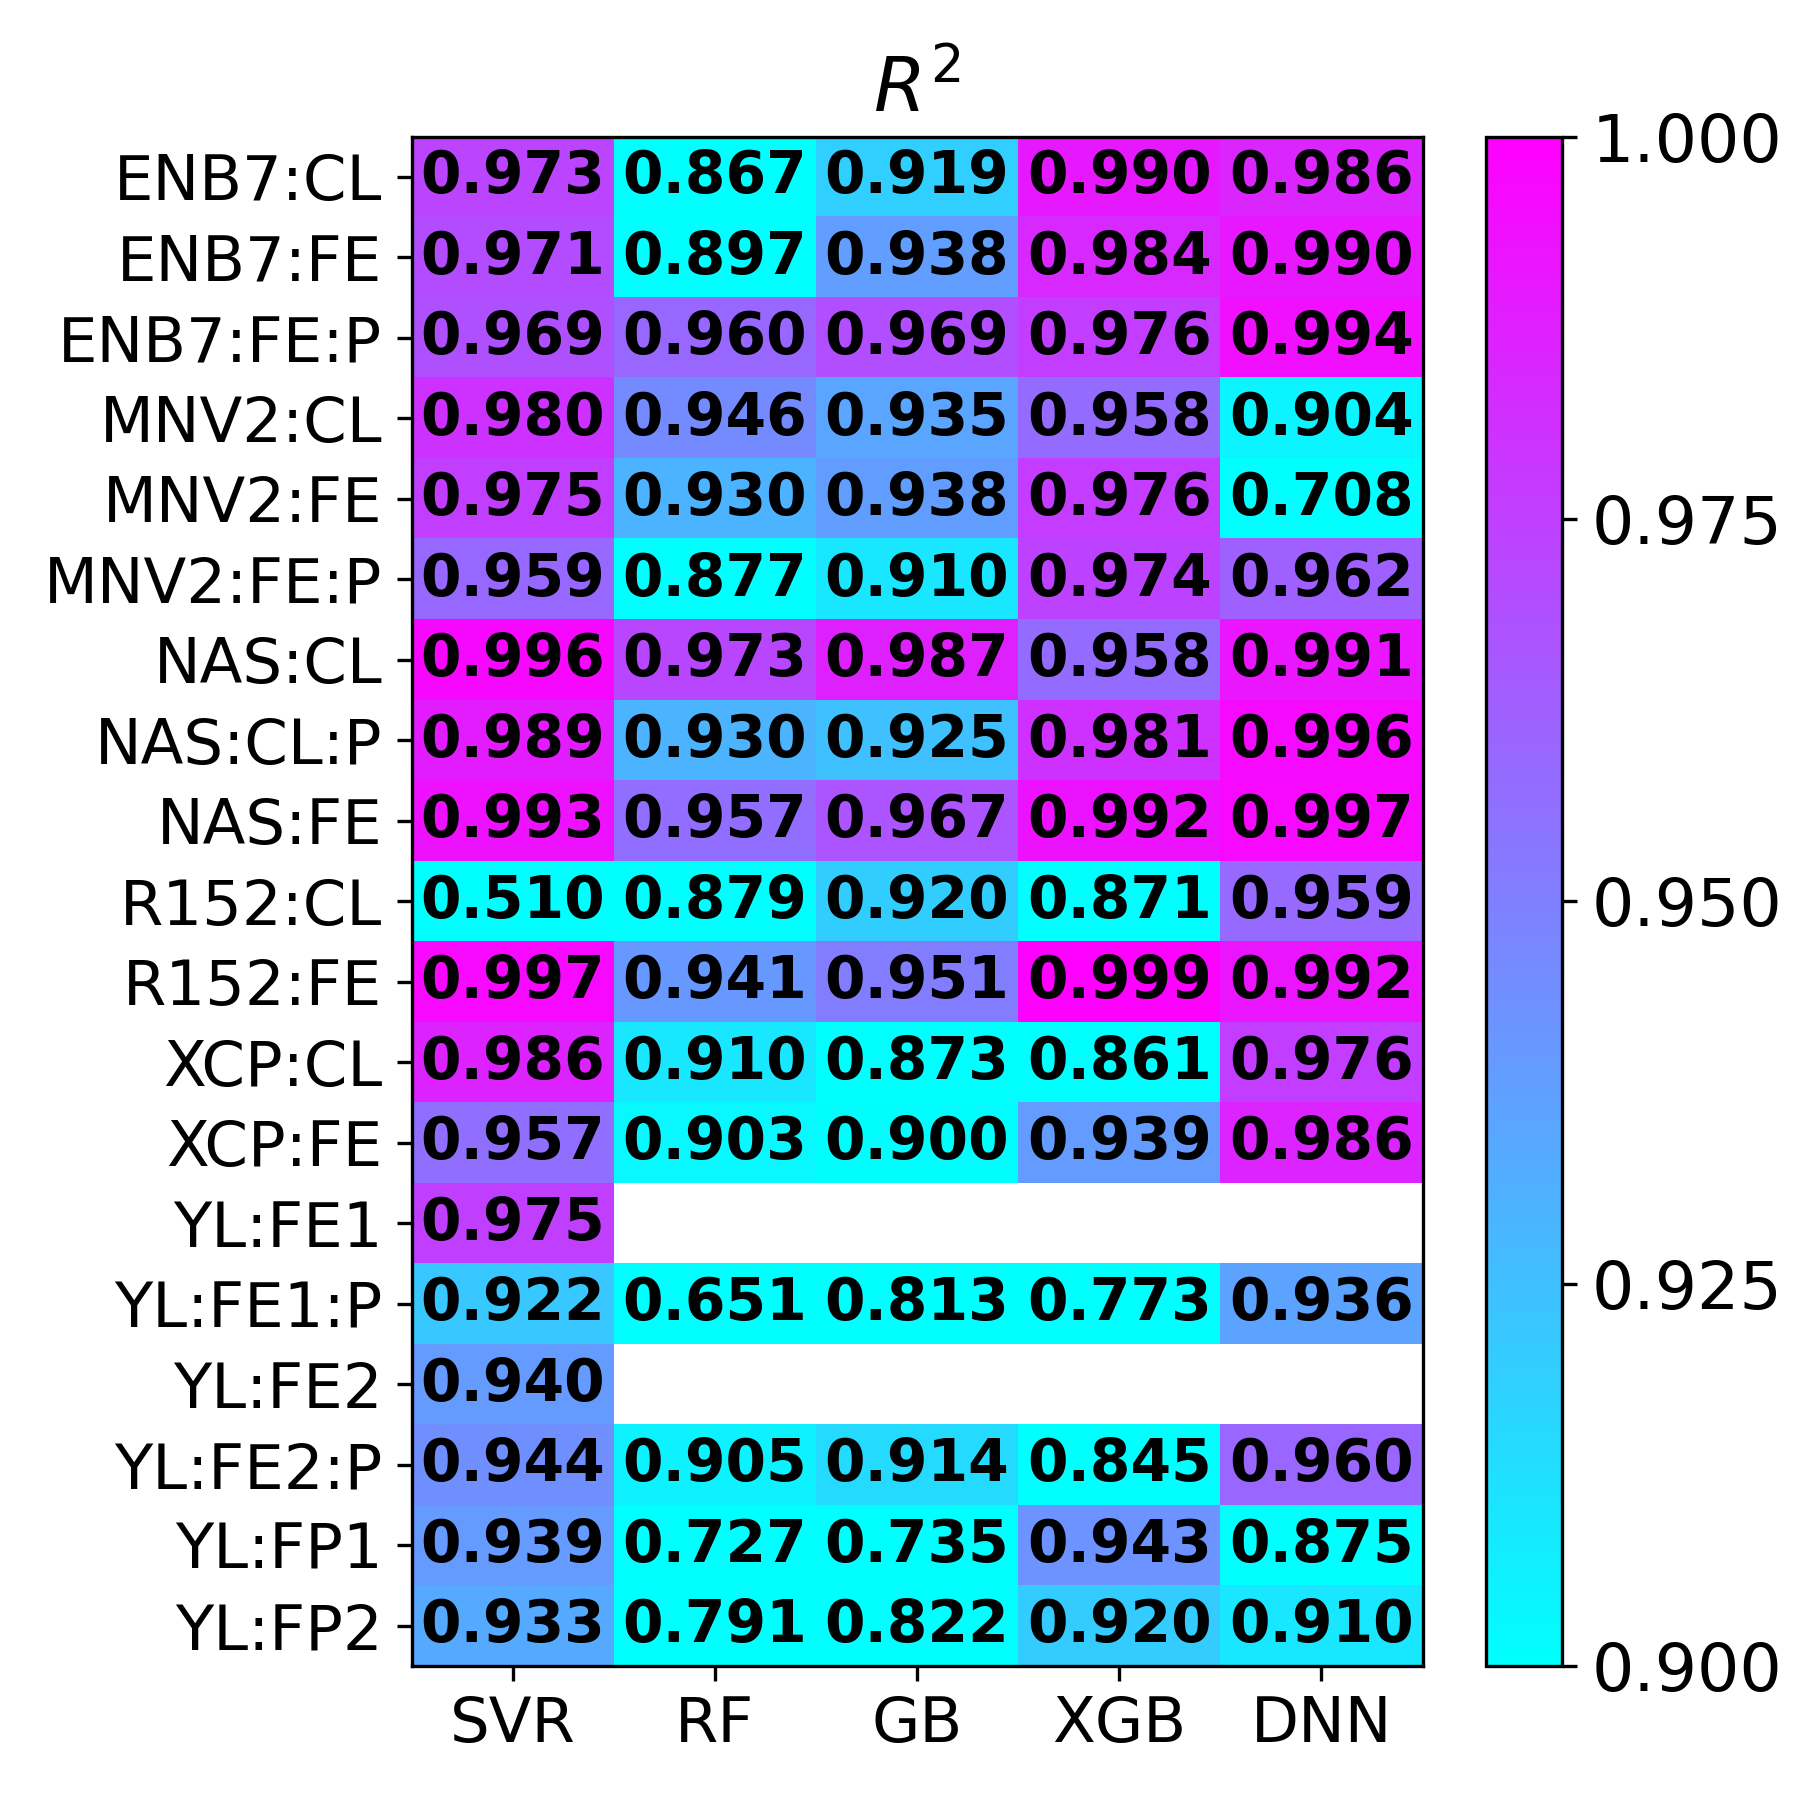 R²
ENB7:CL 0.973 0.867 0.919 0.990 0.986
ENB7:FE 0.971 0.897 0.938 0.984 0.990
ENB7:FE:P 0.969 0.960 0.969 0.976 0.994
MNV2:CL 0.980 0.946 0.935 0.958 0.904
MNV2:FE 0.975 0.930 0.938 0.976 0.708
MNV2:FE:P 0.959 0.877 0.910 0.974 0.962
NAS:CL 0.996 0.973 0.987 0.958 0.991
NAS:CL:P 0.989 0.930 0.925 0.981 0.996
NAS:FE 0.993 0.957 0.967 0.992 0.997
R152:CL 0.510 0.879 0.920 0.871 0.959
R152:FE 0.997 0.941 0.951 0.999 0.992
XCP:CL 0.986 0.910 0.873 0.861 0.976
XCP:FE 0.957 0.903 0.900 0.939 0.986
YL:FE1 0.975
YL:FE1:P 0.922 0.651 0.813 0.773 0.936
YL:FE2 0.940
YL:FE2:P 0.944 0.905 0.914 0.845 0.960
YL:FP1 0.939 0.727 0.735 0.943 0.875
YL:FP2 0.933 0.791 0.822 0.920 0.910
SVR RF GB XGB DNN
1.000
0.975
0.950
0.925
0.900